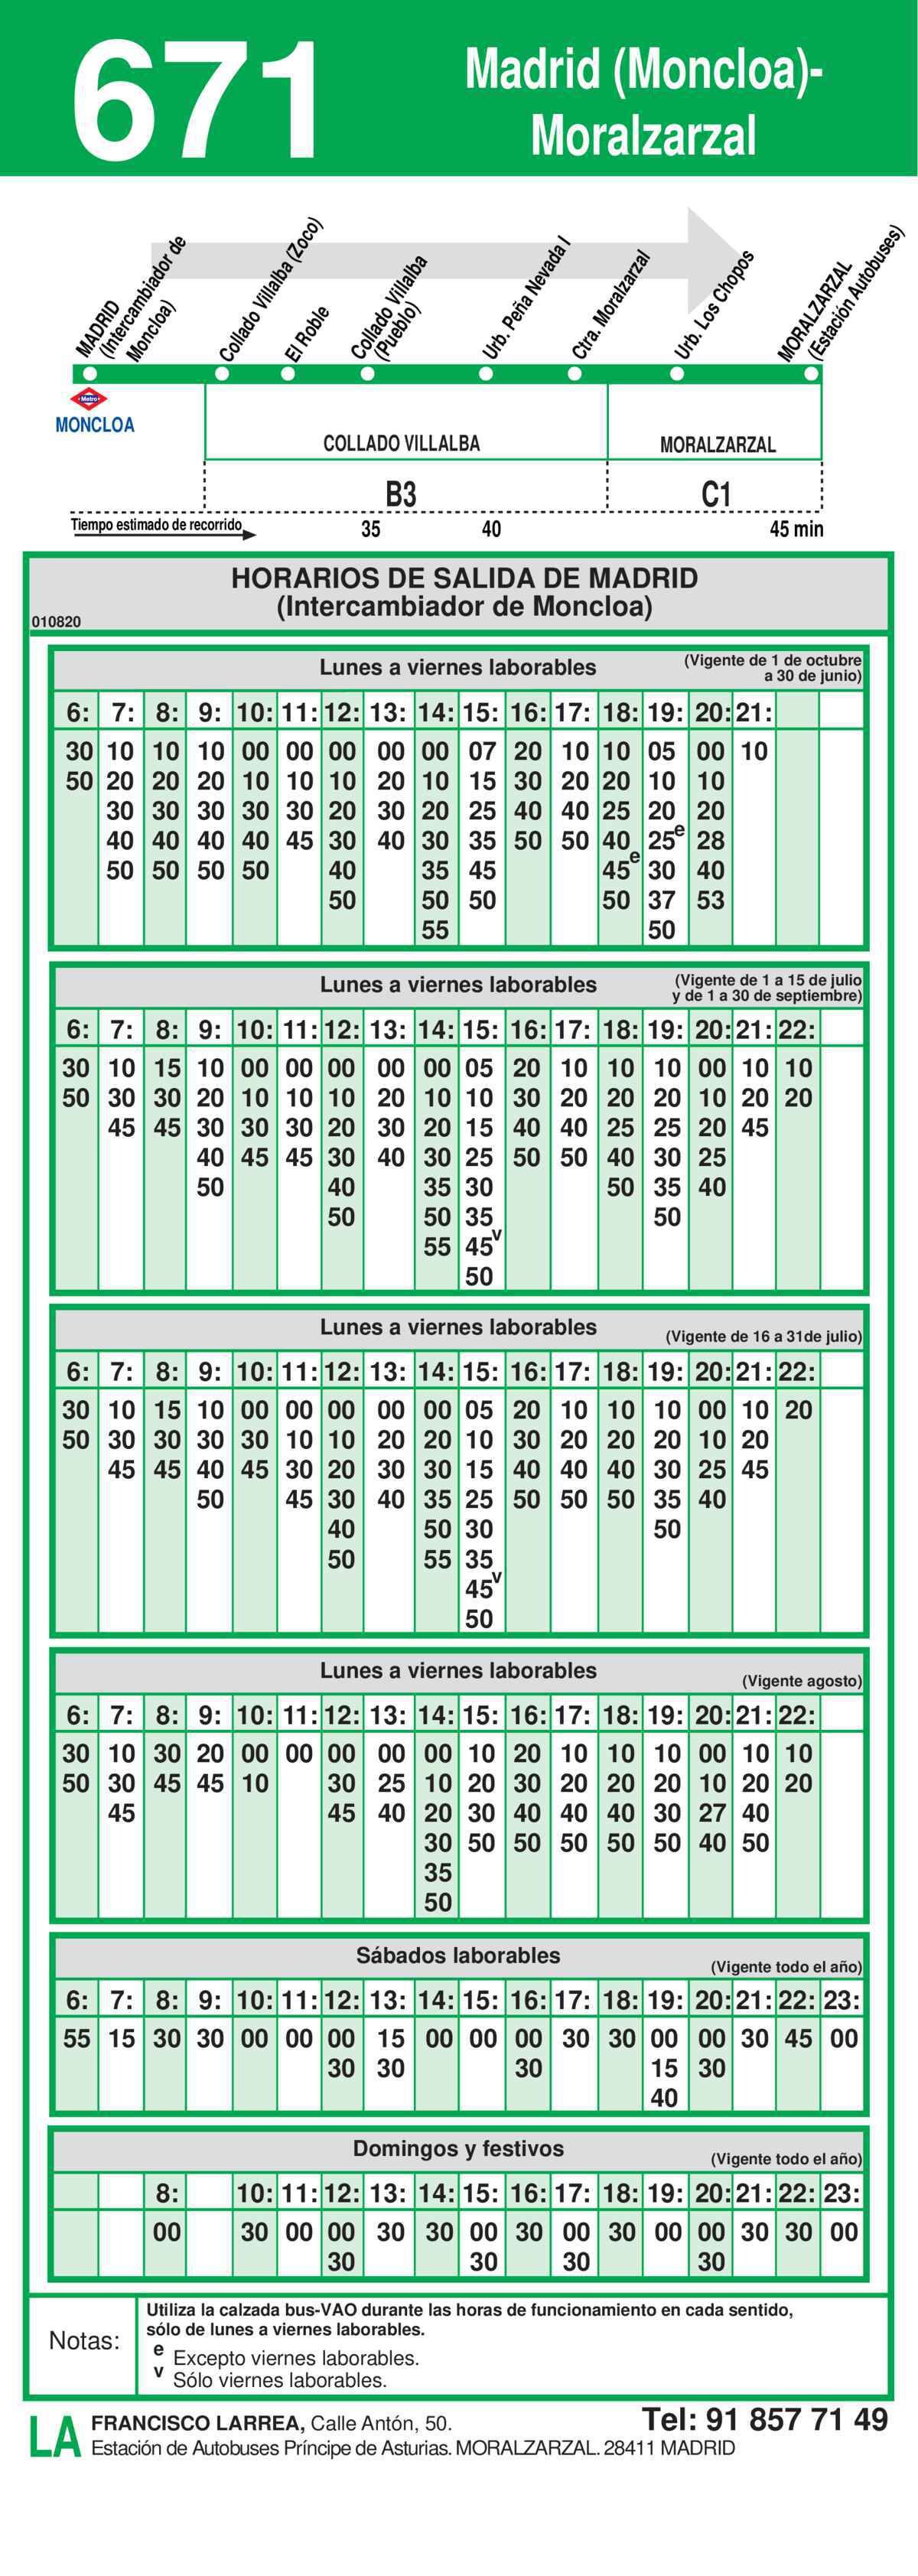 671
Madrid (Moncloa)-
Moralzarzal
MADRID
(Intercambiador de
Moncloa)
Collado Villalba (Zoco)
El Roble
Collado Villalba
(Pueblo)
Urb. Peña Nevada I
Ctra. Moralzarzal
Urb. Los Chopos
MORALZARZAL
(Estación Autobuses)
Metro
MONCLOA
COLLADO VILLALBA MORALZARZAL
B3 C1
Tiempo estimado de recorrido 35 40 45 min
HORARIOS DE SALIDA DE MADRID
(Intercambiador de Moncloa)
010820
Lunes a viernes laborables (Vigente de 1 de octubre
a 30 de junio)
6: 7: 8: 9: 10: 11: 12: 13: 14: 15: 16: 17: 18: 19: 20: 21:
30 10 10 10 00 00 00 00 00 07 20 10 10 05 00 10
50 20 20 20 10 10 10 20 10 15 30 20 20 10 10
30 30 30 30 30 20 30 20 25 40 40 25 20 20
40 40 40 40 45 30 40 30 35 50 50 40 25e 28
50 50 50 50 40 35 45 45e 30 40
50 50 50 50 37 53
55 50
Lunes a viernes laborables (Vigente de 1 a 15 de julio
y de 1 a 30 de septiembre)
6: 7: 8: 9: 10: 11: 12: 13: 14: 15: 16: 17: 18: 19: 20: 21: 22:
30 10 15 10 00 00 00 00 00 05 20 10 10 10 00 10 10
50 30 30 20 10 10 10 20 10 10 30 20 20 20 10 20 20
45 45 30 30 30 20 30 20 15 40 40 25 25 20 45
40 45 45 30 40 30 25 50 50 40 30 25
50 40 35 30 50 35 40
50 50 35 50
55 45v
50
Lunes a viernes laborables (Vigente de 16 a 31de julio)
6: 7: 8: 9: 10: 11: 12: 13: 14: 15: 16: 17: 18: 19: 20: 21: 22:
30 10 15 10 00 00 00 00 00 05 20 10 10 10 00 10 20
50 30 30 30 30 10 10 20 20 10 30 20 20 20 10 20
45 45 40 45 30 20 30 30 15 40 40 40 30 25 45
50 45 30 40 35 25 50 50 50 35 40
40 50 30 50
50 55 35
45v
50
Lunes a viernes laborables (Vigente agosto)
6: 7: 8: 9: 10: 11: 12: 13: 14: 15: 16: 17: 18: 19: 20: 21: 22:
30 10 30 20 00 00 00 00 00 10 20 10 10 10 00 10 10
50 30 45 45 10 30 25 10 20 30 20 20 20 10 20 20
45 45 40 20 30 40 40 40 30 27 40
30 50 50 50 50 50 40 50
35
50
Sábados laborables (Vigente todo el año)
6: 7: 8: 9: 10: 11: 12: 13: 14: 15: 16: 17: 18: 19: 20: 21: 22: 23:
55 15 30 30 00 00 00 15 00 00 00 30 30 00 00 30 45 00
30 30 30 15 30
40
Domingos y festivos (Vigente todo el año)
8: 10: 11: 12: 13: 14: 15: 16: 17: 18: 19: 20: 21: 22: 23:
00 30 00 00 30 30 00 30 00 30 00 00 30 30 00
30 30 30 30
Notas:
Utiliza la calzada bus-VAO durante las horas de funcionamiento en cada sentido,
sólo de lunes a viernes laborables.
e Excepto viernes laborables.
v Sólo viernes laborables.
LA FRANCISCO LARREA, Calle Antón, 50. Tel: 91 857 71 49
Estación de Autobuses Príncipe de Asturias. MORALZARZAL. 28411 MADRID